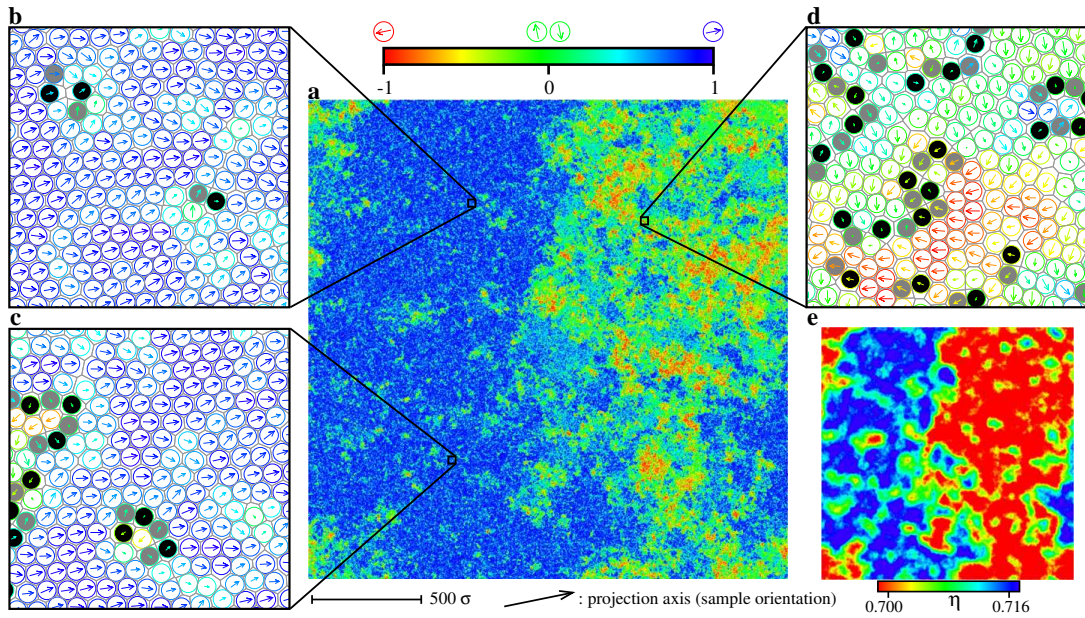 b
d
-1 0 1
a
c
e
500 σ
: projection axis (sample orientation)
0.700 η 0.716